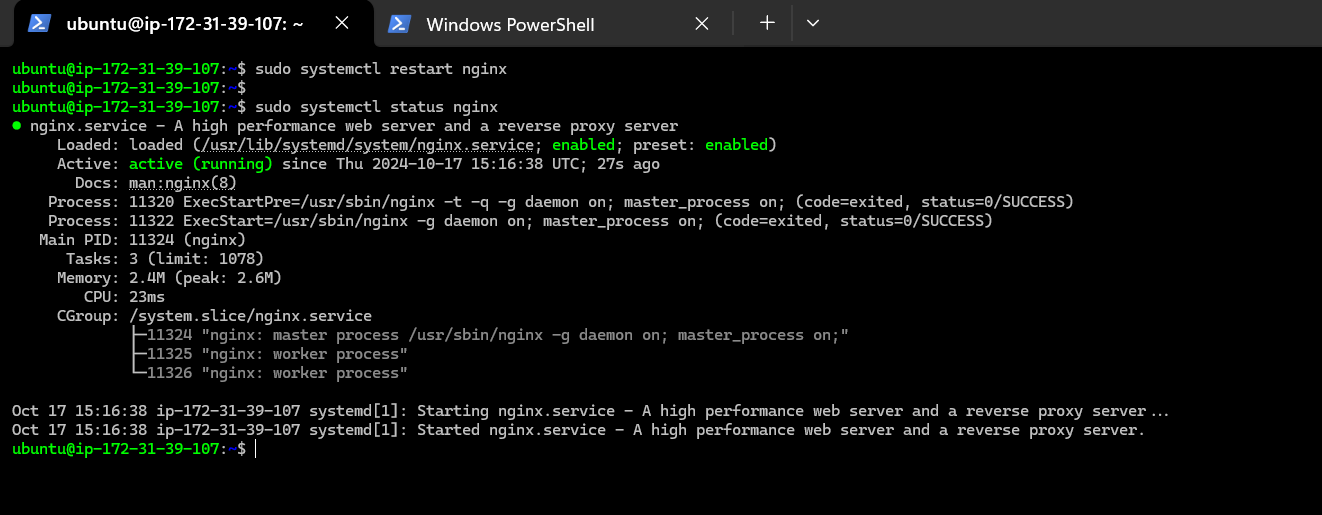 ubuntu@ip-172-31-39-107: ~
Windows PowerShell
ubuntu@ip-172-31-39-107:~$ sudo systemctl restart nginx
ubuntu@ip-172-31-39-107:~$
ubuntu@ip-172-31-39-107:~$ sudo systemctl status nginx
● nginx.service - A high performance web server and a reverse proxy server
     Loaded: loaded (/usr/lib/systemd/system/nginx.service; enabled; preset: enabled)
     Active: active (running) since Thu 2024-10-17 15:16:38 UTC; 27s ago
       Docs: man:nginx(8)
    Process: 11320 ExecStartPre=/usr/sbin/nginx -t -q -g daemon on; master_process on; (code=exited, status=0/SUCCESS)
    Process: 11322 ExecStart=/usr/sbin/nginx -g daemon on; master_process on; (code=exited, status=0/SUCCESS)
   Main PID: 11324 (nginx)
      Tasks: 3 (limit: 1078)
     Memory: 2.4M (peak: 2.6M)
        CPU: 23ms
     CGroup: /system.slice/nginx.service
             ├─11324 "nginx: master process /usr/sbin/nginx -g daemon on; master_process on;"
             ├─11325 "nginx: worker process"
             └─11326 "nginx: worker process"
Oct 17 15:16:38 ip-172-31-39-107 systemd[1]: Starting nginx.service - A high performance web server and a reverse proxy server...
Oct 17 15:16:38 ip-172-31-39-107 systemd[1]: Started nginx.service - A high performance web server and a reverse proxy server.
ubuntu@ip-172-31-39-107:~$